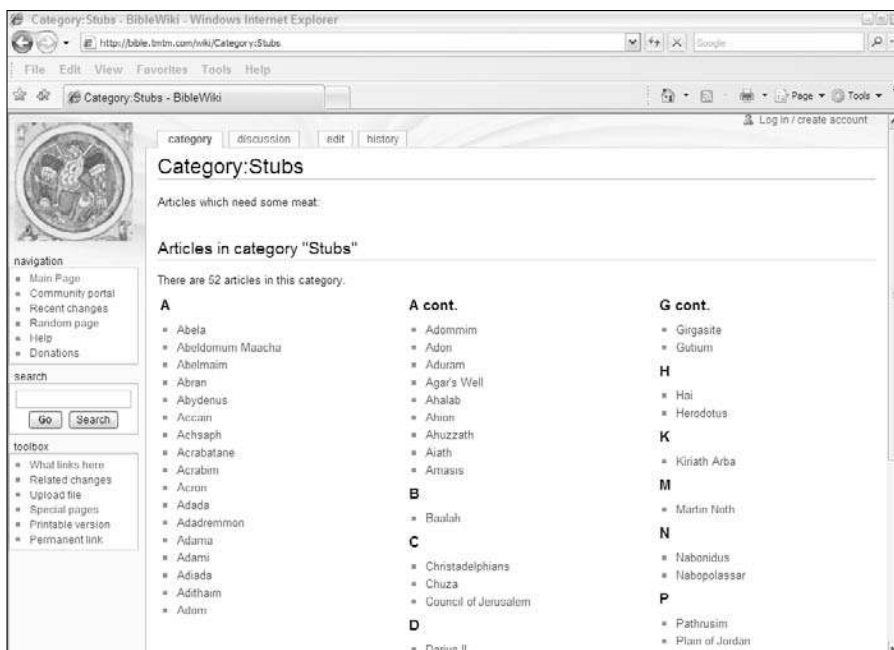 Category:Stubs - BibleWiki - Windows Internet Explorer
http://bible.tmtm.com/wiki/Category:Stubs
Google
File Edit View Favorites Tools Help
Category:Stubs - BibleWiki
Page Tools
Log in / create account
category discussion edit history
Category:Stubs
Articles which need some meat:
Articles in category "Stubs"
There are 52 articles in this category.
navigation
Main Page
Community portal
Recent changes
Random page
Help
Donations
search
Go Search
toolbox
What links here
Related changes
Upload file
Special pages
Printable version
Permanent link
A
Abela
Abeldomum Maacha
Abelmaim
Abran
Abydenus
Accain
Achsaph
Acrabatane
Acrabim
Acron
Adada
Adadremmon
Adama
Adami
Adiada
Adithaim
Adom
A cont.
Adommim
Adon
Aduram
Agar's Well
Ahalab
Ahion
Ahuzzath
Aiath
Amasis
B
Baalah
C
Christadelphians
Chuza
Council of Jerusalem
D
Darius II
G cont.
Girgasite
Gutium
H
Hai
Herodotus
K
Kiriath Arba
M
Martin Noth
N
Nabonidus
Nabopolassar
P
Pathrusim
Plain of Jordan